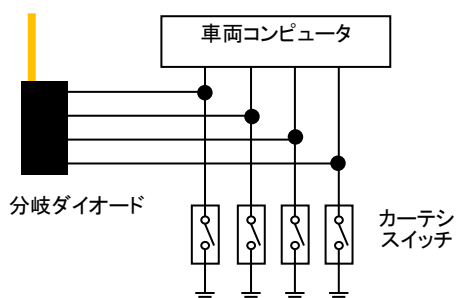 車両コンピュータ
分岐ダイオード
カーテシ
スイッチ